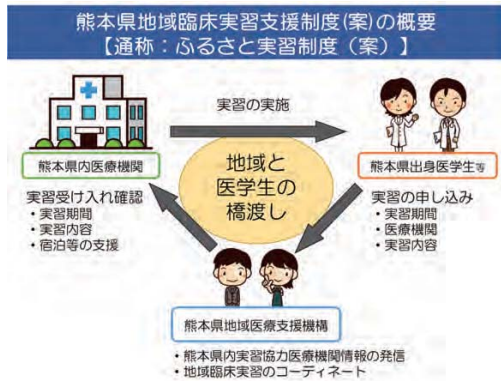 熊本県地域臨床実習支援制度(案)の概要
【通称：ふるさと実習制度（案）】
実習の実施
熊本県内医療機関
地域と
医学生の
橋渡し
熊本県出身医学生等
実習受け入れ確認
・実習期間
・実習内容
・宿泊等の支援
実習の申し込み
・実習期間
・医療機関
・実習内容
熊本県地域医療支援機構
・熊本県内実習協力医療機関情報の発信
・地域臨床実習のコーディネート